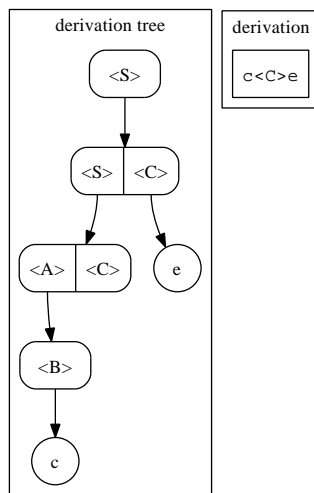 derivation tree
<S>
<S> <C>
<A> <C>
e
<B>
c
derivation
c<C>e